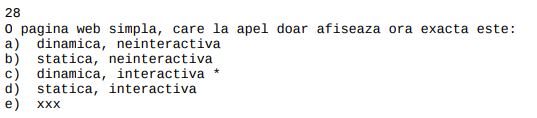 28
O pagina web simpla, care la apel doar afiseaza ora exacta este:
a)  dinamica, neinteractiva
b)  statica, neinteractiva
c)  dinamica, interactiva *
d)  statica, interactiva
e)  xxx